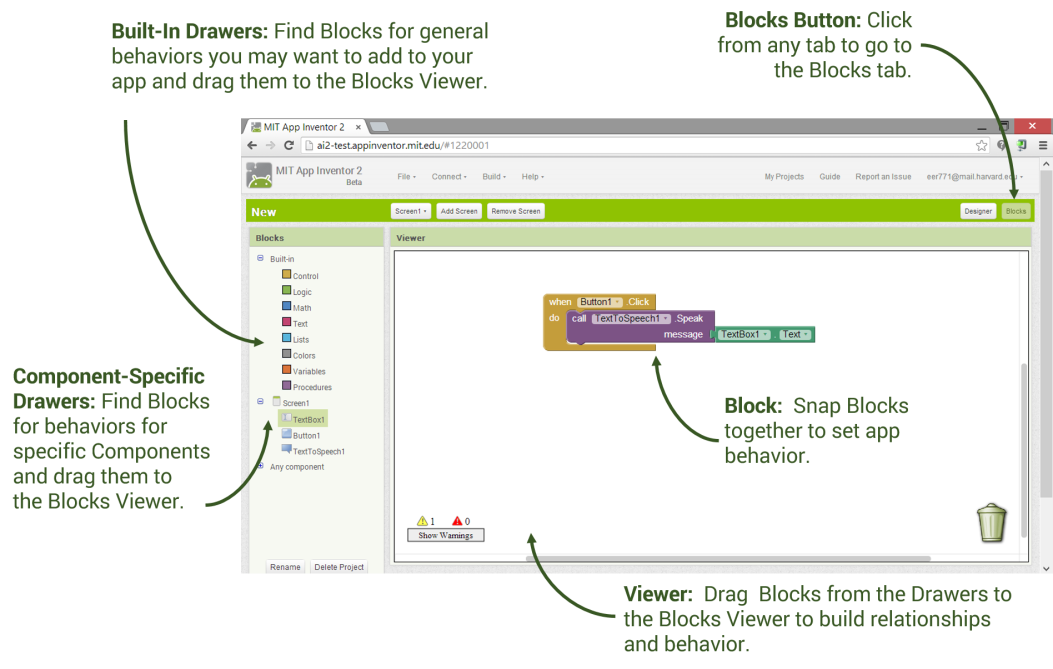 Built-In Drawers: Find Blocks for general
behaviors you may want to add to your
app and drag them to the Blocks Viewer.
Blocks Button: Click
from any tab to go to
the Blocks tab.
MIT App Inventor 2
ai2-test.appinventor.mit.edu/#1220001
MIT App Inventor 2
Beta
File Connect Build Help
My Projects Guide Report an Issue eer771@mail.harvard.edu
New
Screen1 Add Screen Remove Screen
Designer Blocks
Blocks
Viewer
Built-in
Control
Logic
Math
Text
Lists
Colors
Variables
Procedures
Screen1
TextBox1
Button1
TextToSpeech1
Any component
when Button1 .Click
do call TextToSpeech1 .Speak
message TextBox1 . Text
Component-Specific
Drawers: Find Blocks
for behaviors for
specific Components
and drag them to
the Blocks Viewer.
Block: Snap Blocks
together to set app
behavior.
1 0
Show Warnings
Rename Delete Project
Viewer: Drag Blocks from the Drawers to
the Blocks Viewer to build relationships
and behavior.